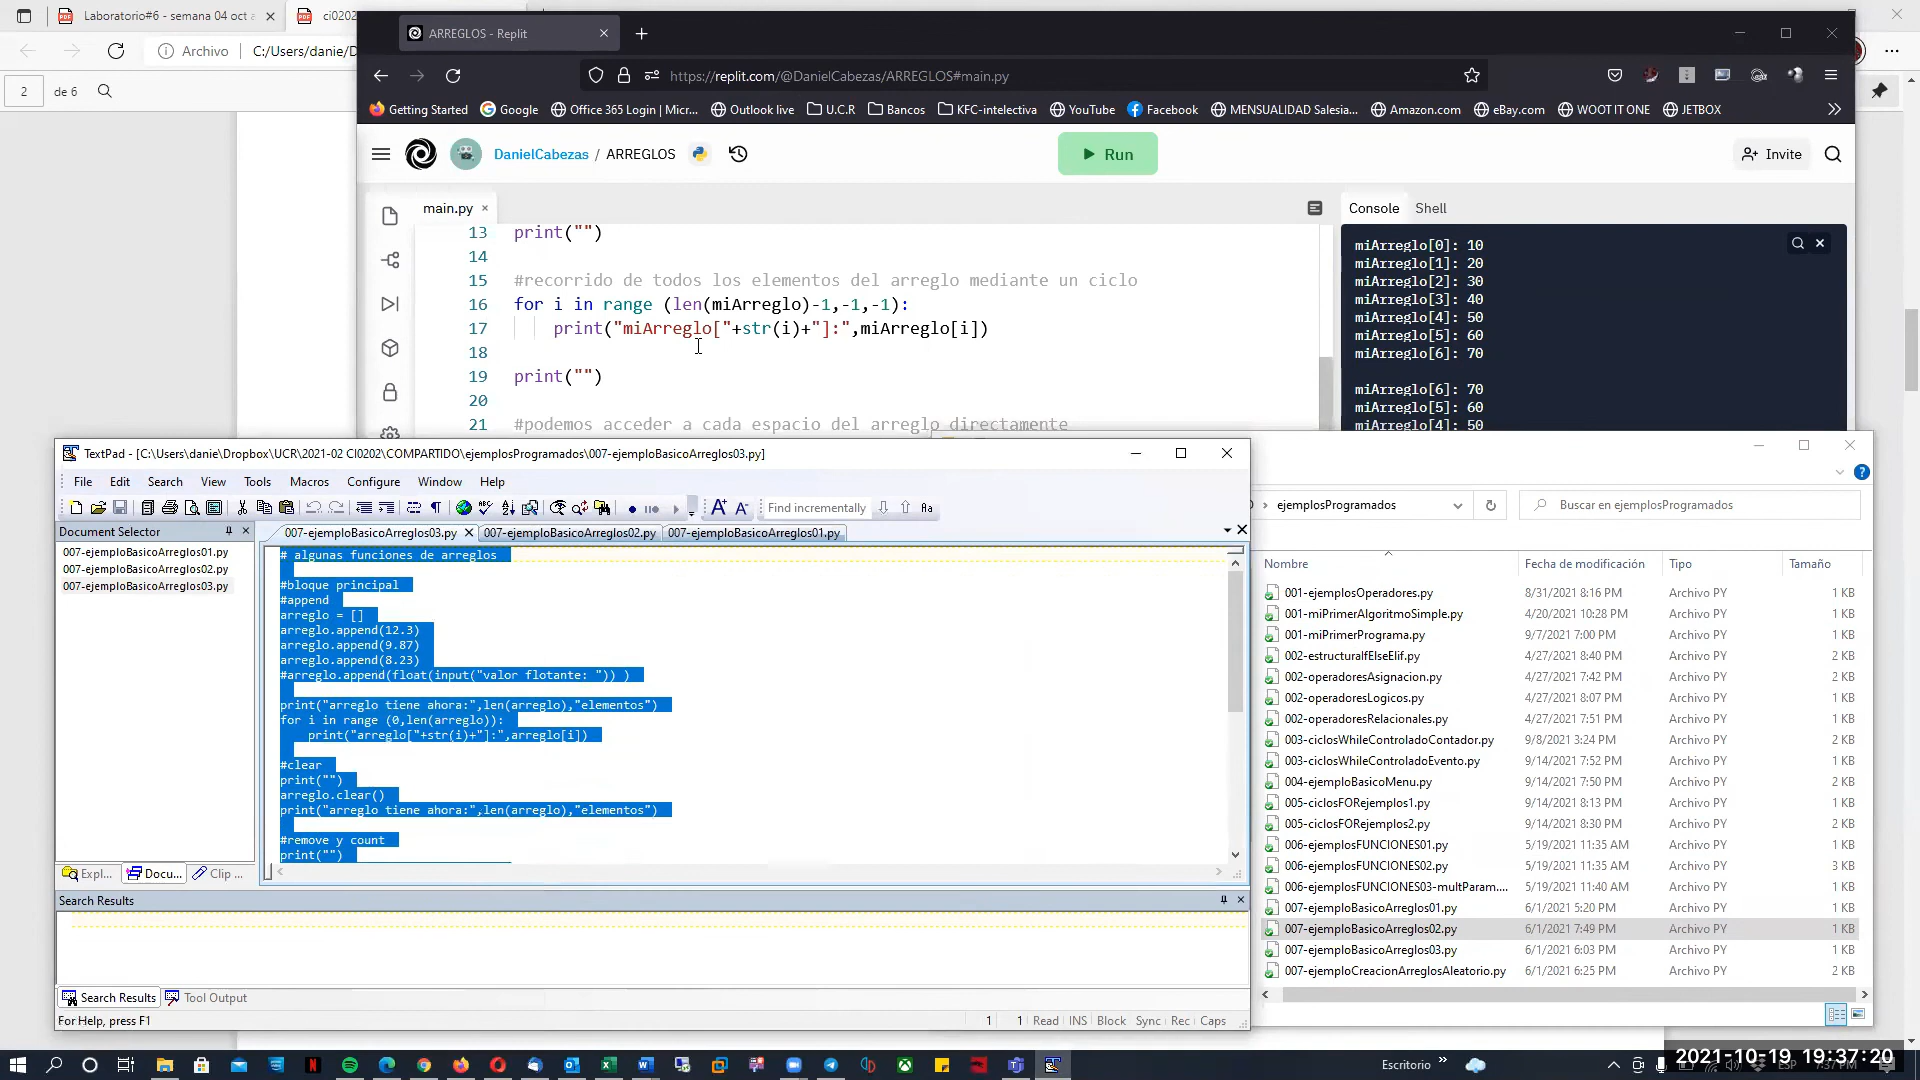 Laboratorio#6 - semana 04 oct a
ci0202
Archivo
C:/Users/danie/D
2
de 6
ARREGLOS - Replit
https://replit.com/@DanielCabezas/ARREGLOS#main.py
Getting Started
Google
Office 365 Login | Micr...
Outlook live
U.C.R
Bancos
KFC-intelectiva
YouTube
Facebook
MENSUALIDAD Salesia...
Amazon.com
eBay.com
WOOT IT ONE
JETBOX
DanielCabezas / ARREGLOS
Run
Invite
main.py
13 print("")
14
15 #recorrido de todos los elementos del arreglo mediante un ciclo
16 for i in range (len(miArreglo)-1,-1,-1):
17 print("miArreglo["+str(i)+"]:",miArreglo[i])
18
19 print("")
20
21 #podemos acceder a cada espacio del arreglo directamente
Console
Shell
miArreglo[0]: 10
miArreglo[1]: 20
miArreglo[2]: 30
miArreglo[3]: 40
miArreglo[4]: 50
miArreglo[5]: 60
miArreglo[6]: 70
miArreglo[6]: 70
miArreglo[5]: 60
miArreglo[4]: 50
TextPad - [C:\Users\danie\Dropbox\UCR\2021-02 CI0202\COMPARTIDO\ejemplosProgramados\007-ejemploBasicoArreglos03.py]
File Edit Search View Tools Macros Configure Window Help
Find incrementally
Document Selector
007-ejemploBasicoArreglos01.py
007-ejemploBasicoArreglos02.py
007-ejemploBasicoArreglos03.py
Expl...
Docu...
Clip ...
007-ejemploBasicoArreglos03.py
007-ejemploBasicoArreglos02.py
007-ejemploBasicoArreglos01.py
# algunas funciones de arreglos
#bloque principal
#append
arreglo = []
arreglo.append(12.3)
arreglo.append(9.87)
arreglo.append(8.23)
#arreglo.append(float(input("valor flotante: ")) )
print("arreglo tiene ahora:",len(arreglo),"elementos")
for i in range (0,len(arreglo)):
print("arreglo["+str(i)+"]:",arreglo[i])
#clear
print("")
arreglo.clear()
print("arreglo tiene ahora:",len(arreglo),"elementos")
#remove y count
print("")
Search Results
Search Results
Tool Output
For Help, press F1
1 1 Read INS Block Sync Rec Caps
ejemplosProgramados
Buscar en ejemplosProgramados
Nombre Fecha de modificación Tipo Tamaño
001-ejemplosOperadores.py 8/31/2021 8:16 PM Archivo PY 1 KB
001-miPrimerAlgoritmoSimple.py 4/20/2021 10:28 PM Archivo PY 1 KB
001-miPrimerPrograma.py 9/7/2021 7:00 PM Archivo PY 1 KB
002-estructuraIfElseElif.py 4/27/2021 8:40 PM Archivo PY 2 KB
002-operadoresAsignacion.py 4/27/2021 7:42 PM Archivo PY 2 KB
002-operadoresLogicos.py 4/27/2021 8:07 PM Archivo PY 1 KB
002-operadoresRelacionales.py 4/27/2021 7:51 PM Archivo PY 1 KB
003-ciclosWhileControladoContador.py 9/8/2021 3:24 PM Archivo PY 2 KB
003-ciclosWhileControladoEvento.py 9/14/2021 7:52 PM Archivo PY 1 KB
004-ejemploBasicoMenu.py 9/14/2021 7:50 PM Archivo PY 2 KB
005-ciclosFORejemplos1.py 9/14/2021 8:13 PM Archivo PY 1 KB
005-ciclosFORejemplos2.py 9/14/2021 8:30 PM Archivo PY 2 KB
006-ejemplosFUNCIONES01.py 5/19/2021 11:35 AM Archivo PY 1 KB
006-ejemplosFUNCIONES02.py 5/19/2021 11:35 AM Archivo PY 3 KB
006-ejemplosFUNCIONES03-multParam.... 5/19/2021 11:40 AM Archivo PY 1 KB
007-ejemploBasicoArreglos01.py 6/1/2021 5:20 PM Archivo PY 1 KB
007-ejemploBasicoArreglos02.py 6/1/2021 7:49 PM Archivo PY 1 KB
007-ejemploBasicoArreglos03.py 6/1/2021 6:03 PM Archivo PY 1 KB
007-ejemploCreacionArreglosAleatorio.py 6/1/2021 6:25 PM Archivo PY 2 KB
Escritorio
2021-10-19 19:37:20